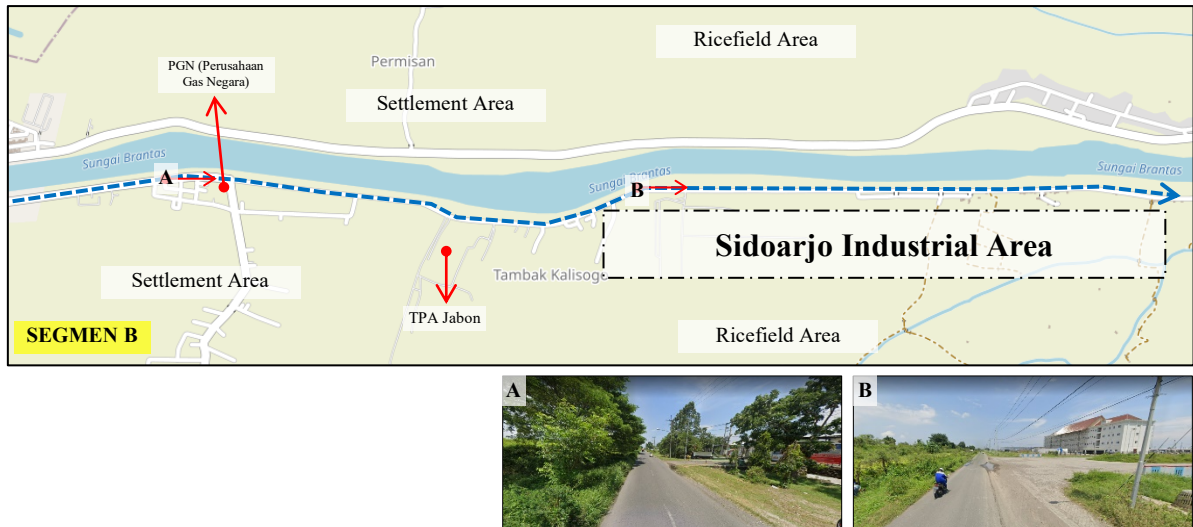 Ricefield Area
PGN (Perusahaan
Gas Negara)
Permisan
Settlement Area
Sungai Brantas
A
Sungai Brantas
B
Sungai Brantas
Sidoarjo Industrial Area
Settlement Area
Tambak Kalisogo
TPA Jabon
SEGMEN B
Ricefield Area
A
B